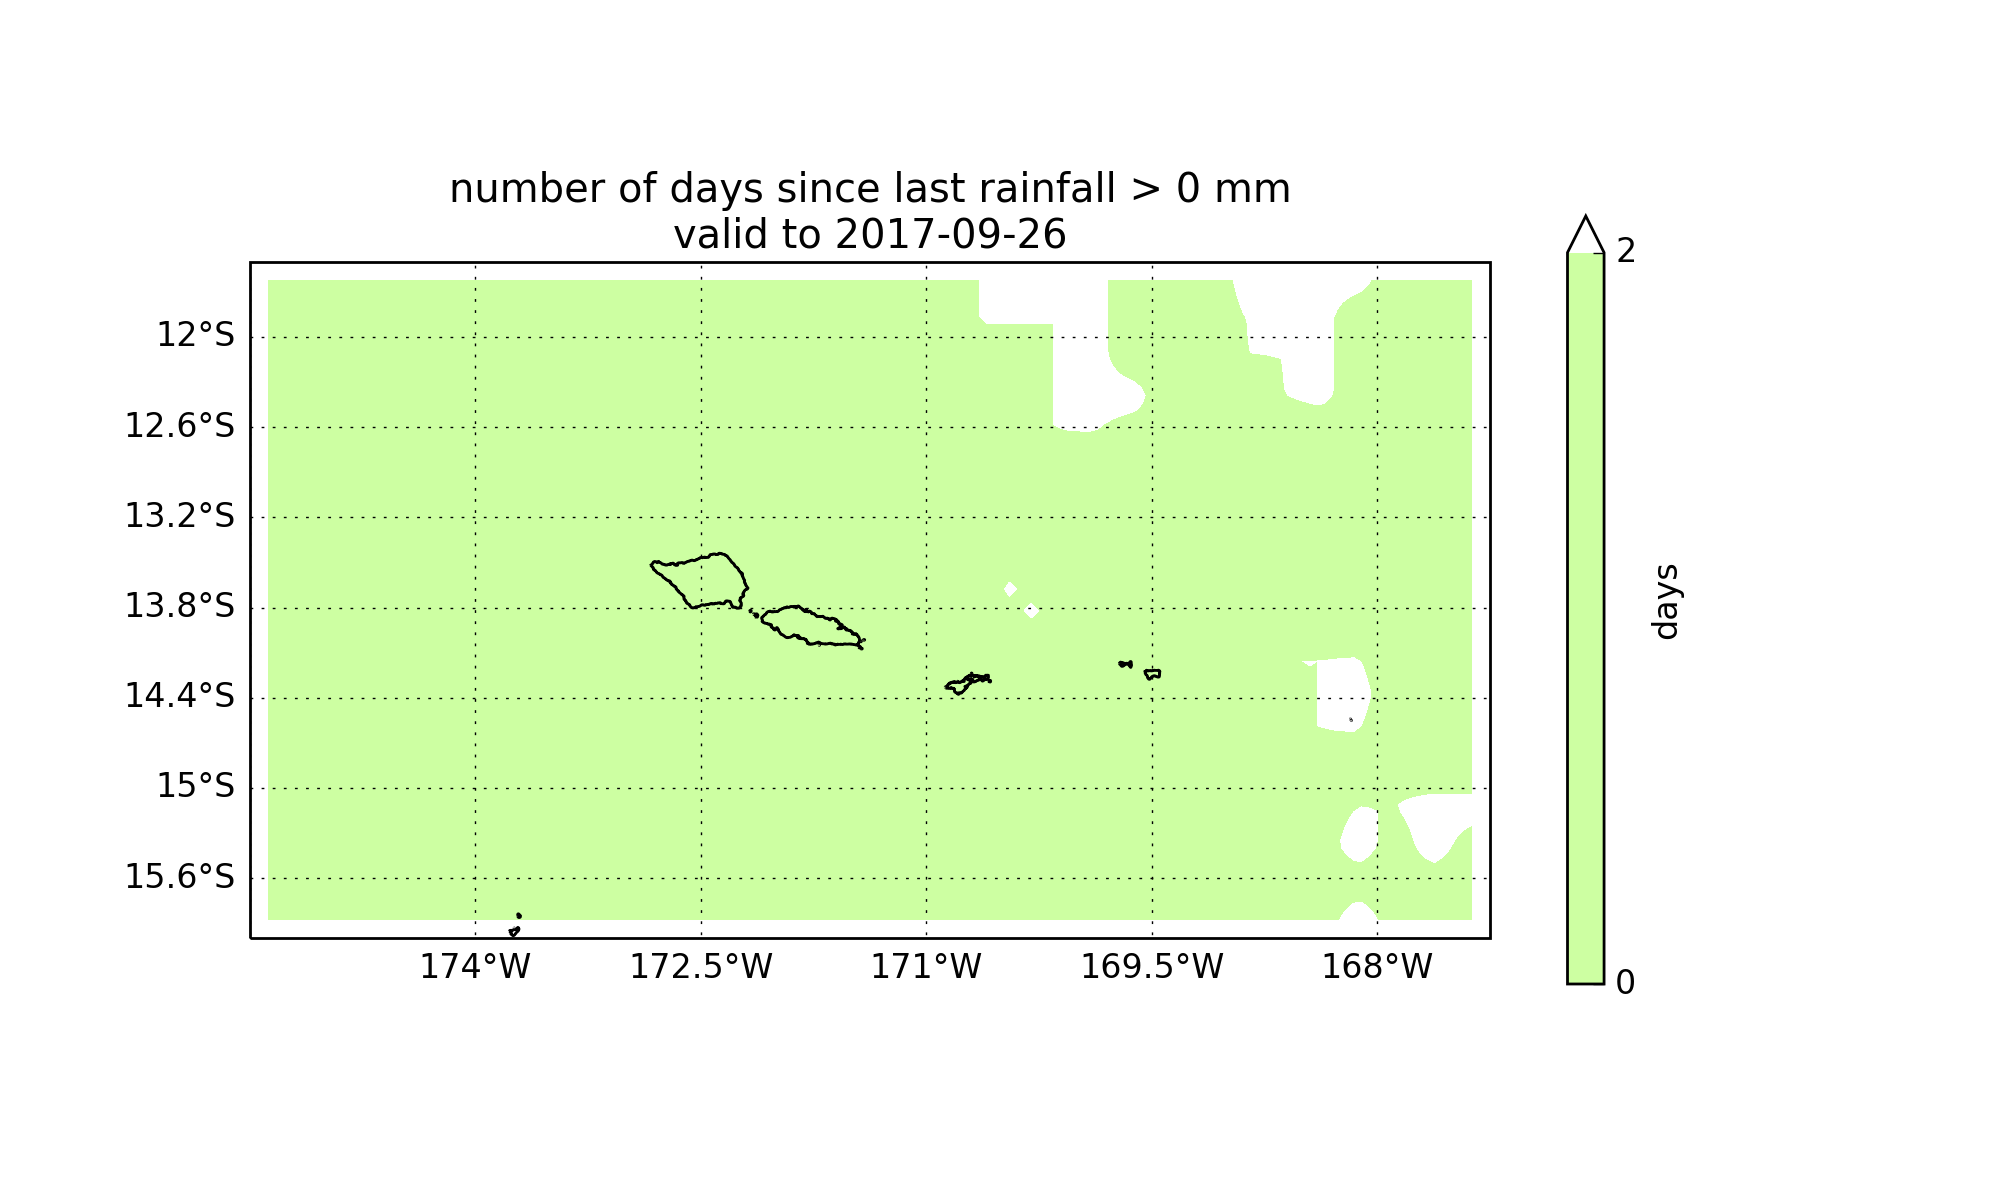 number of days since last rainfall > 0 mm
valid to 2017-09-26
2
12°S
12.6°S
13.2°S
13.8°S
14.4°S
15°S
15.6°S
days
174°W 172.5°W 171°W 169.5°W 168°W
0